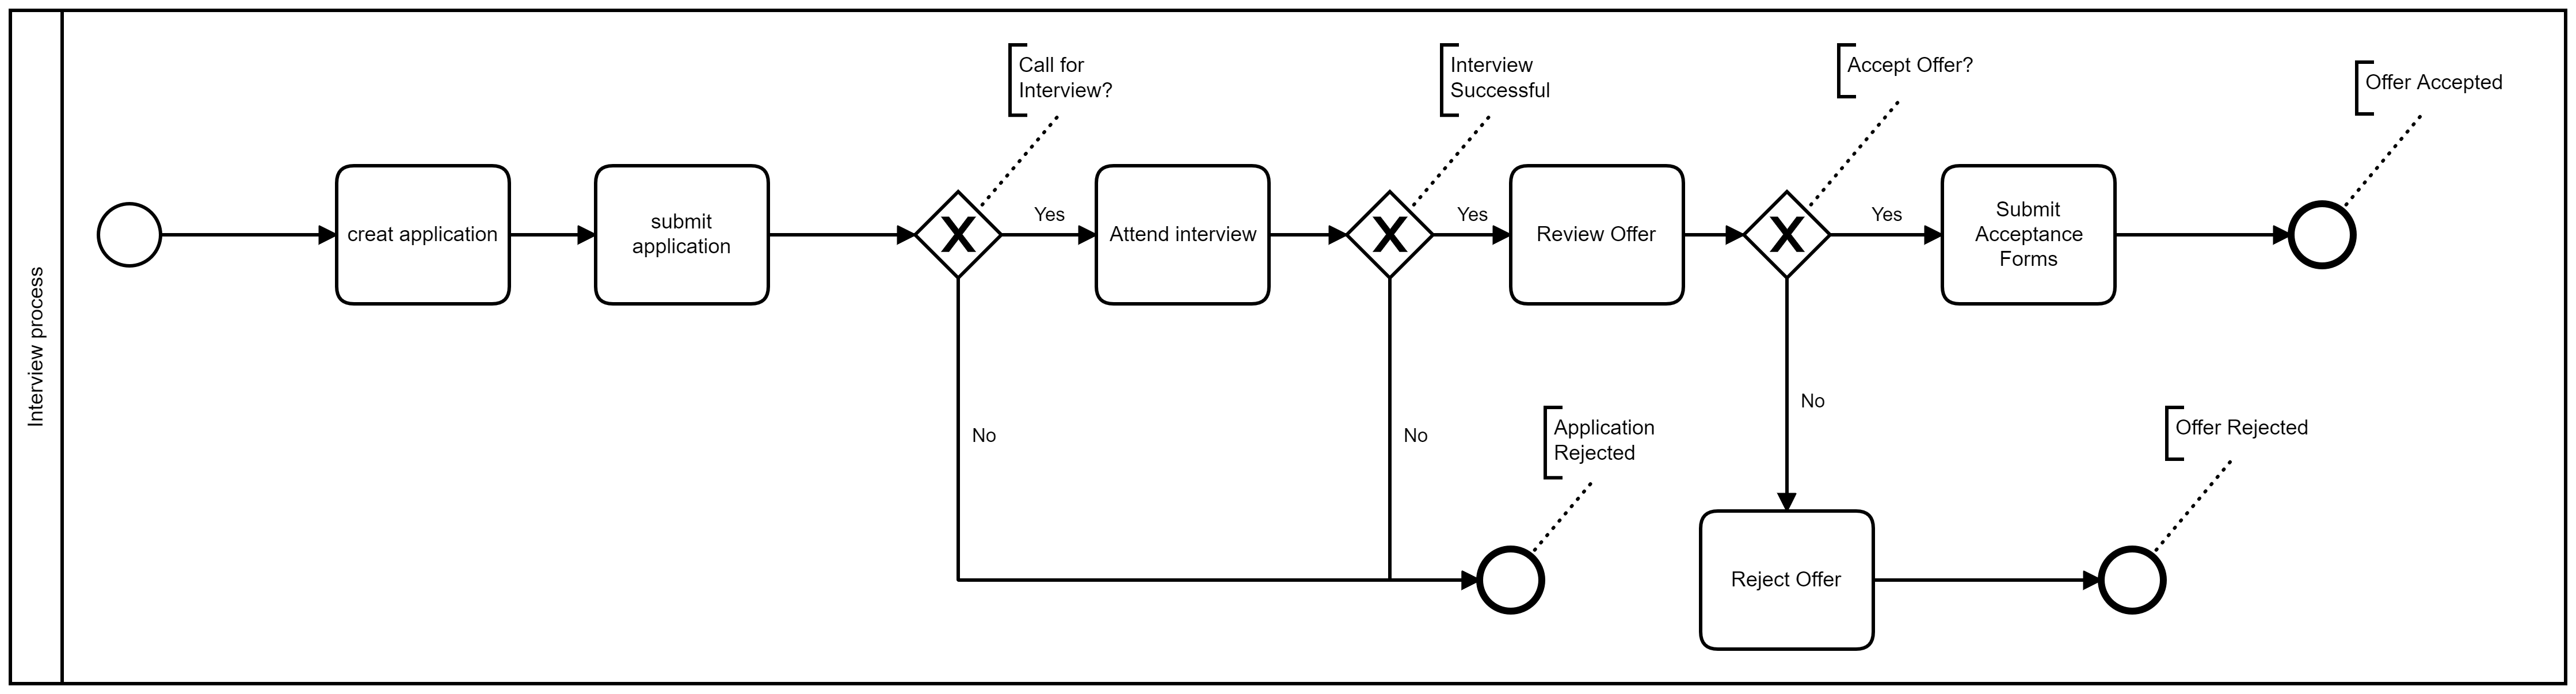 Interview process
Call for
Interview?
Interview
Successful
Accept Offer?
Offer Accepted
creat application
submit
application
Yes
Attend interview
Yes
Review Offer
Yes
Submit
Acceptance
Forms
No
No
No
Application
Rejected
Offer Rejected
Reject Offer